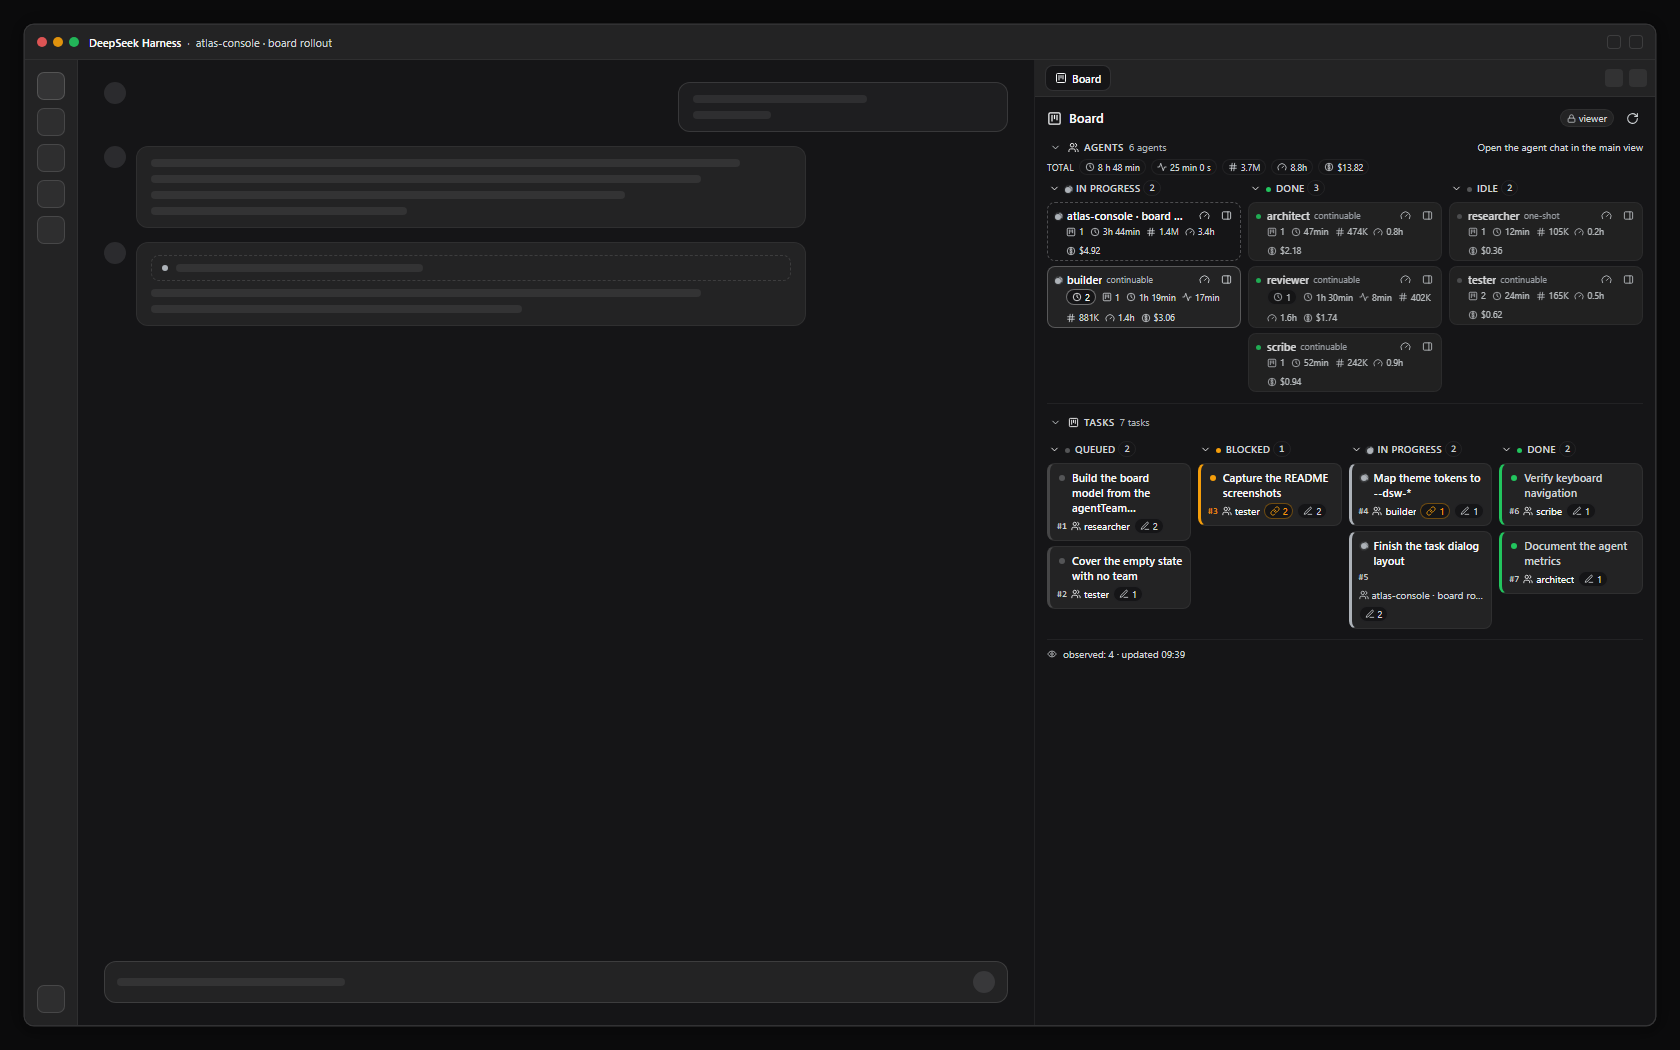 DeepSeek Harness · atlas-console · board rollout
Board
Board
viewer
AGENTS 6 agents
Open the agent chat in the main view
TOTAL 8 h 48 min 25 min 0 s 3.7M 8.8h $13.82
IN PROGRESS 2
atlas-console · board ...
1 3h 44min 1.4M 3.4h
$4.92
builder continuable
2 1 1h 19min 17min
881K 1.4h $3.06
DONE 3
architect continuable
1 47min 474K 0.8h
$2.18
reviewer continuable
1 1h 30min 8min 402K
1.6h $1.74
scribe continuable
1 52min 242K 0.9h
$0.94
IDLE 2
researcher one-shot
1 12min 105K 0.2h
$0.36
tester continuable
2 24min 165K 0.5h
$0.62
TASKS 7 tasks
QUEUED 2
Build the board
model from the
agentTeam...
#1 researcher 2
Cover the empty state
with no team
#2 tester 1
BLOCKED 1
Capture the README
screenshots
#3 tester 2 2
IN PROGRESS 2
Map theme tokens to
--dsw-*
#4 builder 1 1
Finish the task dialog
layout
#5
atlas-console · board ro...
2
DONE 2
Verify keyboard
navigation
#6 scribe 1
Document the agent
metrics
#7 architect 1
observed: 4 · updated 09:39